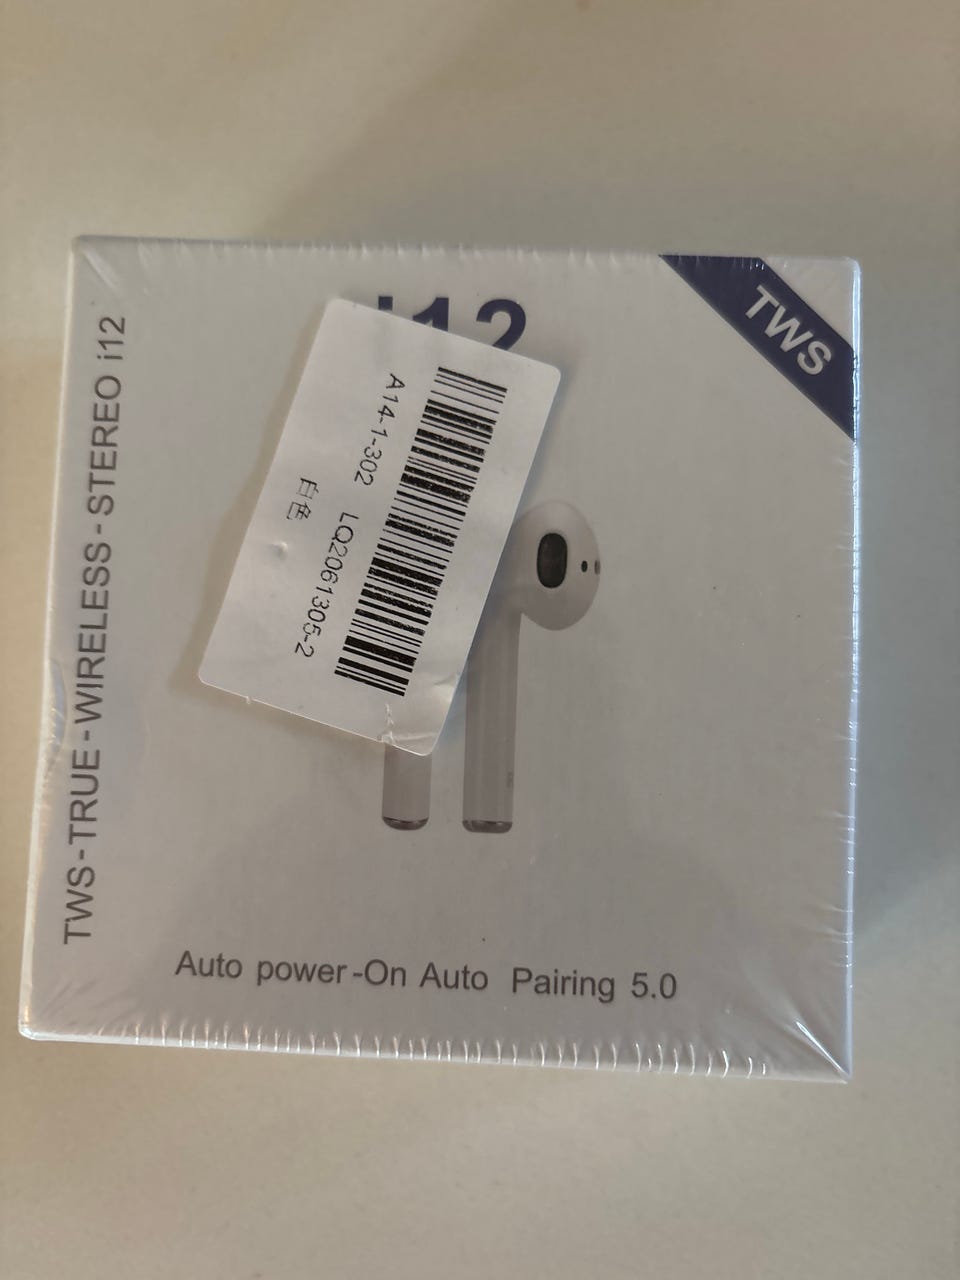 i12
TWS
TWS-TRUE-WIRELESS-STEREO i12
A14-1-302 LQ2061305-2
白色
Auto power-On Auto Pairing 5.0